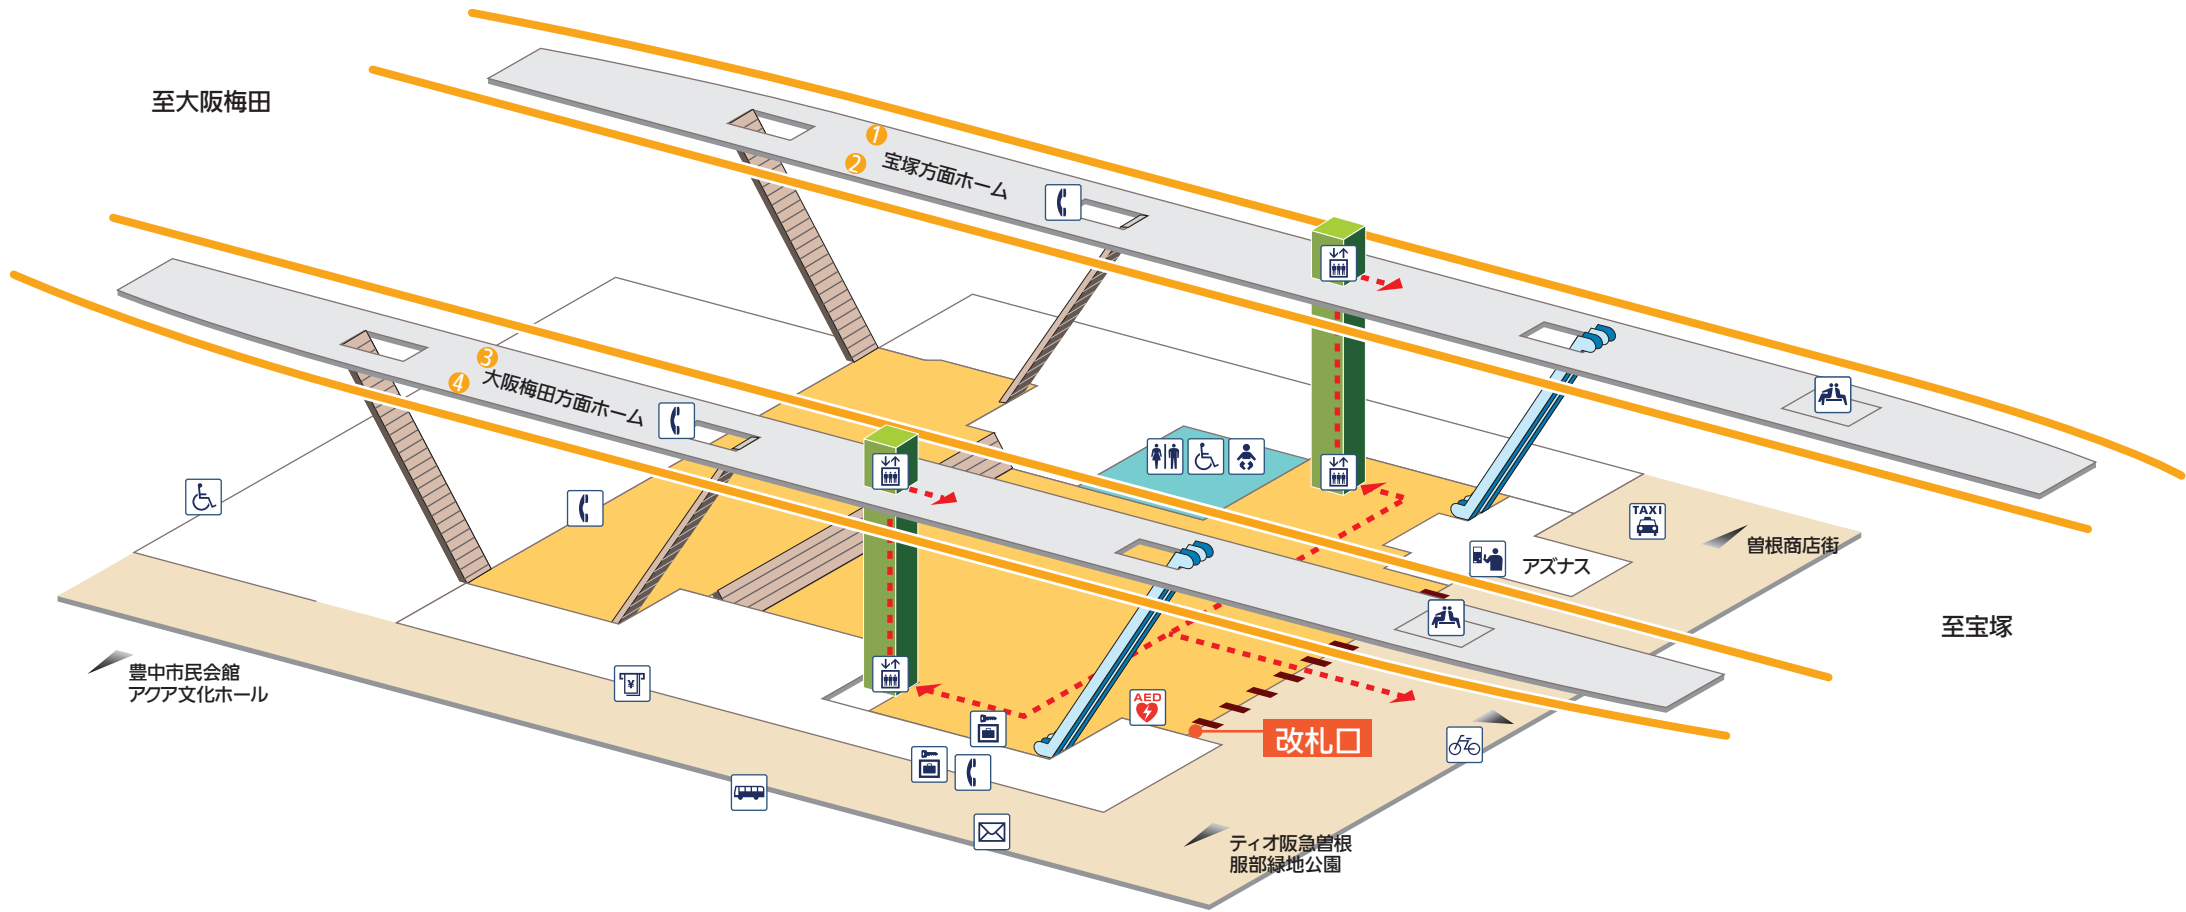 至大阪梅田
1
2
宝塚方面ホーム
3
4
大阪梅田方面ホーム
TAXI
曽根商店街
アズナス
至宝塚
豊中市民会館
アクア文化ホール
¥
AED
改札口
ティオ阪急曽根
服部緑地公園